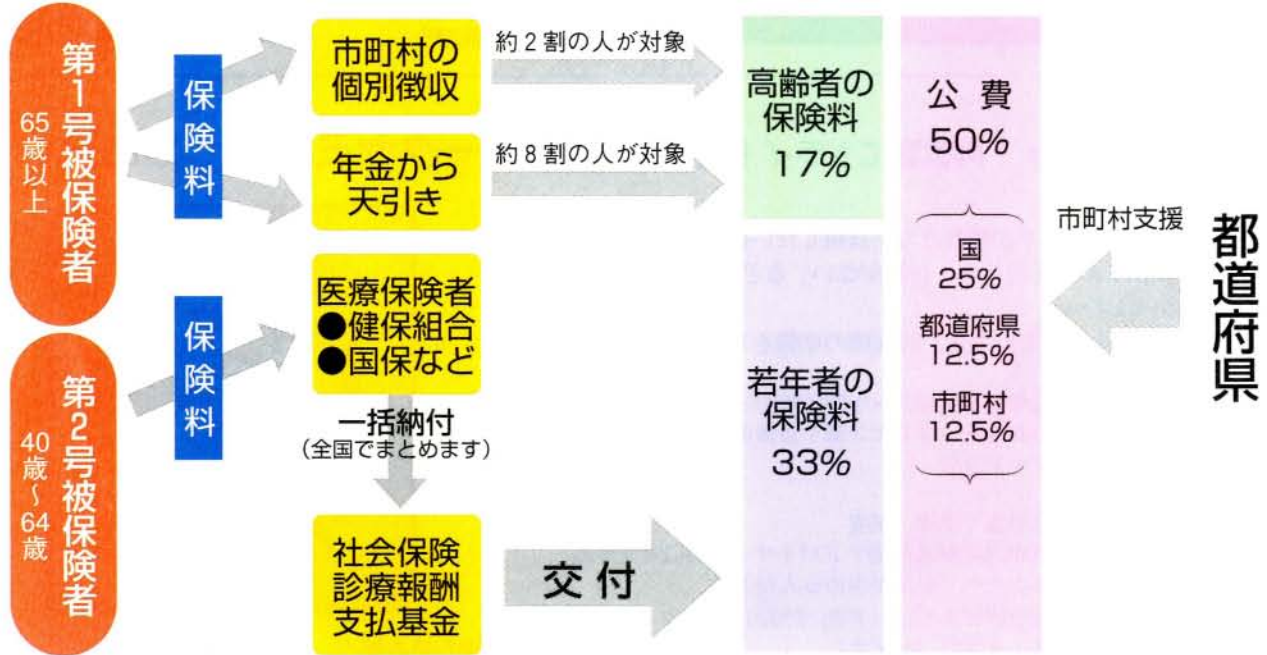 第1号被保険者
65歳以上
保険料
市町村の
個別徴収
約2割の人が対象
年金から
天引き
約8割の人が対象
高齢者の
保険料
17%
公費
50%
国
25%
都道府県
12.5%
市町村
12.5%
市町村支援
都道府県
第2号被保険者
40歳～64歳
保険料
医療保険者
●健保組合
●国保など
一括納付
（全国でまとめます）
社会保険
診療報酬
支払基金
交付
若年者の
保険料
33%